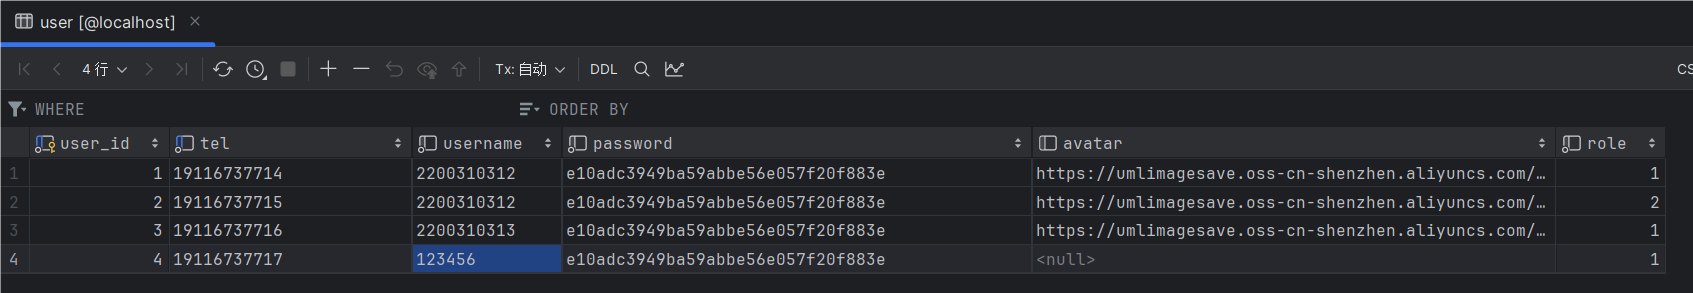 user [@localhost]
4 行 Tx: 自动 DDL CS
WHERE ORDER BY
user_id tel username password avatar role
1 1 19116737714 2200310312 e10adc3949ba59abbe56e057f20f883e https://umlimagesave.oss-cn-shenzhen.aliyuncs.com/… 1
2 2 19116737715 2200310312 e10adc3949ba59abbe56e057f20f883e https://umlimagesave.oss-cn-shenzhen.aliyuncs.com/… 2
3 3 19116737716 2200310313 e10adc3949ba59abbe56e057f20f883e https://umlimagesave.oss-cn-shenzhen.aliyuncs.com/… 1
4 4 19116737717 123456 e10adc3949ba59abbe56e057f20f883e <null> 1